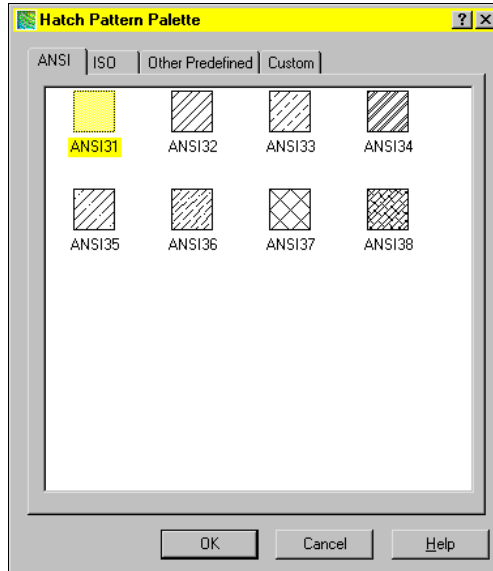 Hatch Pattern Palette
ANSI ISO Other Predefined Custom
ANSI31 ANSI32 ANSI33 ANSI34
ANSI35 ANSI36 ANSI37 ANSI38
OK Cancel Help